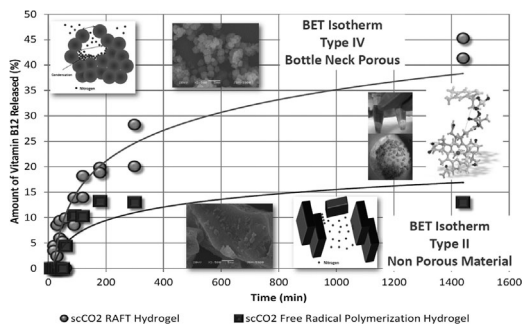 50
45
40
35
30
25
20
15
10
5
0
Amount of Vitamin B12 Released (%)
Condensation
Nitrogen
BET Isotherm
Type IV
Bottle Neck Porous
Nitrogen
BET Isotherm
Type II
Non Porous Material
0 200 400 600 800 1000 1200 1400 1600
Time (min)
scCO2 RAFT Hydrogel scCO2 Free Radical Polymerization Hydrogel